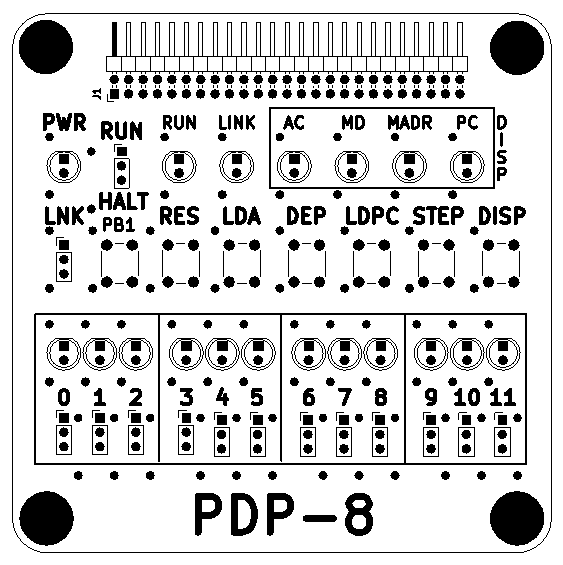 J1
PWR RUN RUN LINK AC MD MADR PC DISP
HALT
LNK PB1 RES LDA DEP LDPC STEP DISP
0 1 2 3 4 5 6 7 8 9 10 11
PDP-8